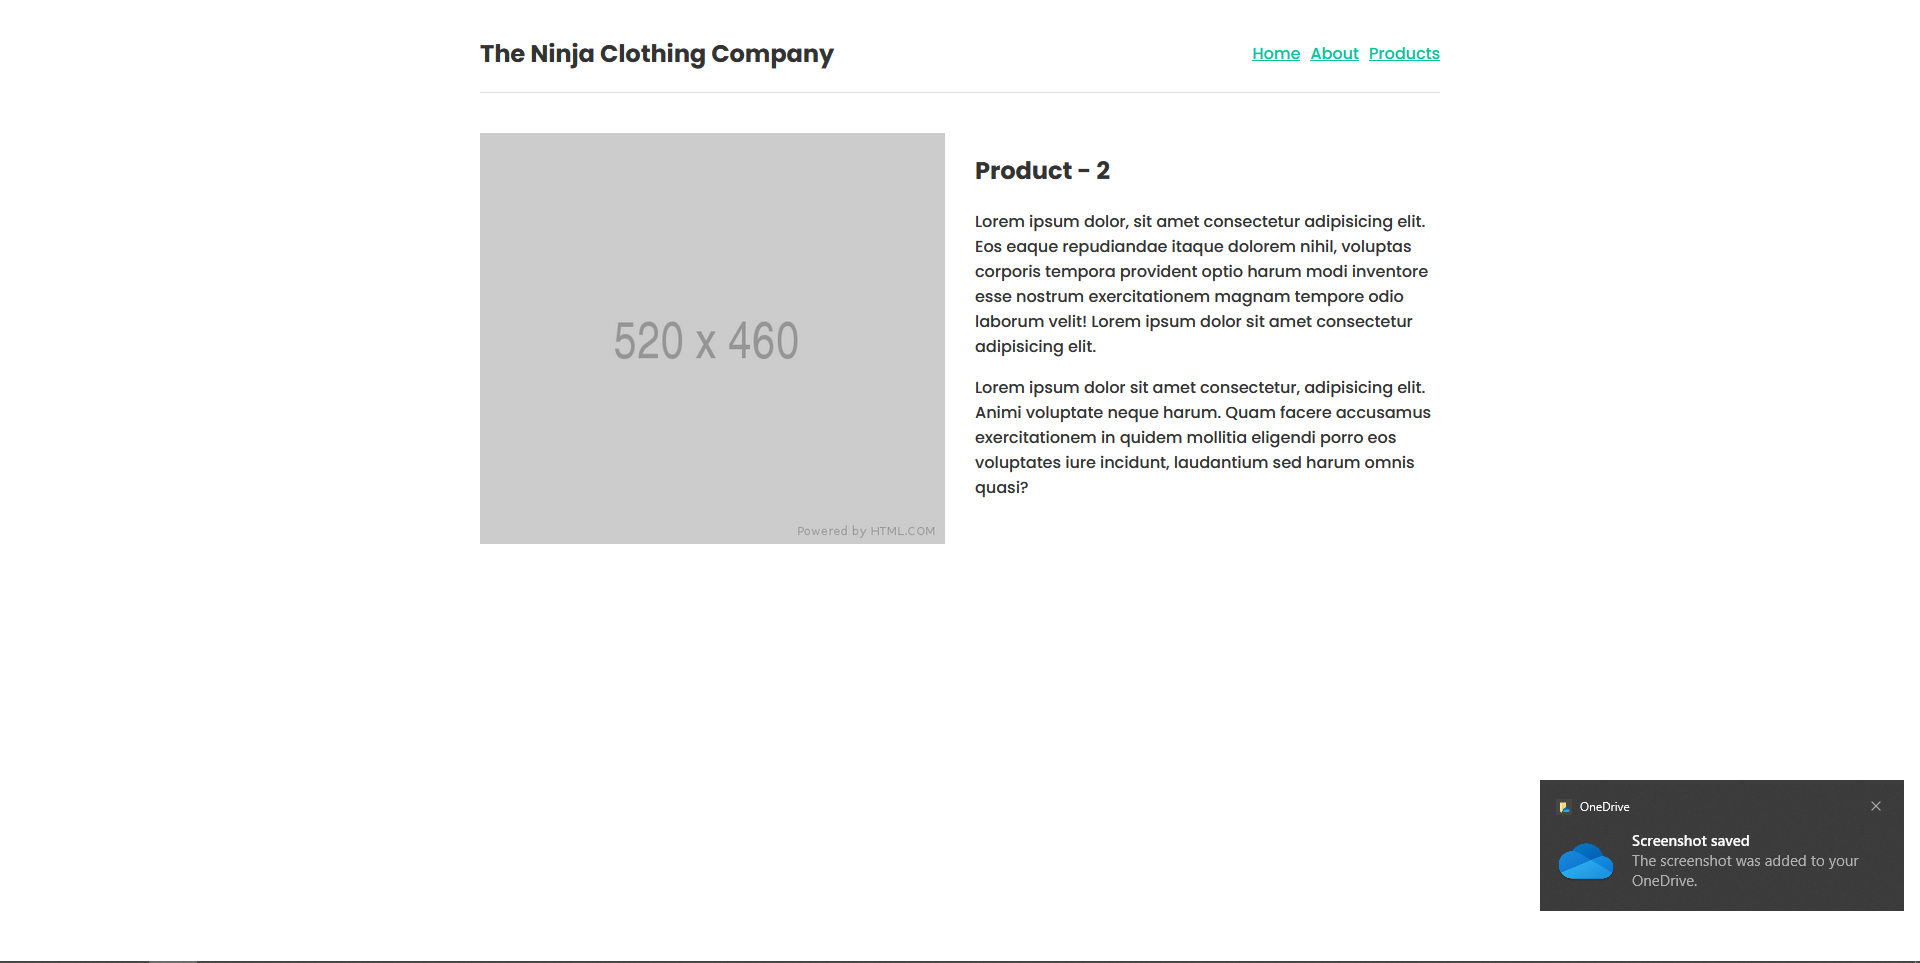 The Ninja Clothing Company
Home About Products
520 x 460
Powered by HTML.COM
Product - 2
Lorem ipsum dolor, sit amet consectetur adipisicing elit.
Eos eaque repudiandae itaque dolorem nihil, voluptas
corporis tempora provident optio harum modi inventore
esse nostrum exercitationem magnam tempore odio
laborum velit! Lorem ipsum dolor sit amet consectetur
adipisicing elit.
Lorem ipsum dolor sit amet consectetur, adipisicing elit.
Animi voluptate neque harum. Quam facere accusamus
exercitationem in quidem mollitia eligendi porro eos
voluptates iure incidunt, laudantium sed harum omnis
quasi?
OneDrive
Screenshot saved
The screenshot was added to your
OneDrive.